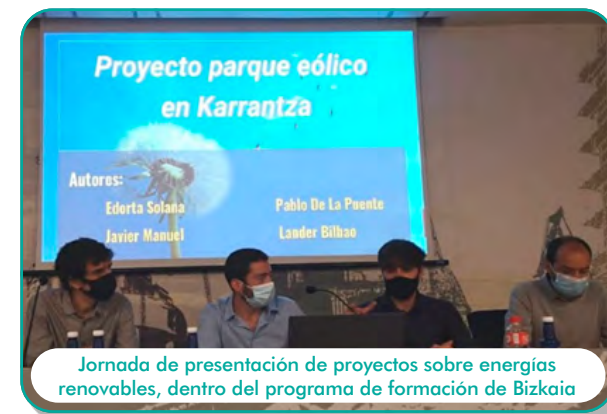 Proyecto parque eólico
en Karrantza
Autores:
Edorta Solana
Pablo De La Puente
Javier Manuel
Lander Bilbao
Jornada de presentación de proyectos sobre energías
renovables, dentro del programa de formación de Bizkaia